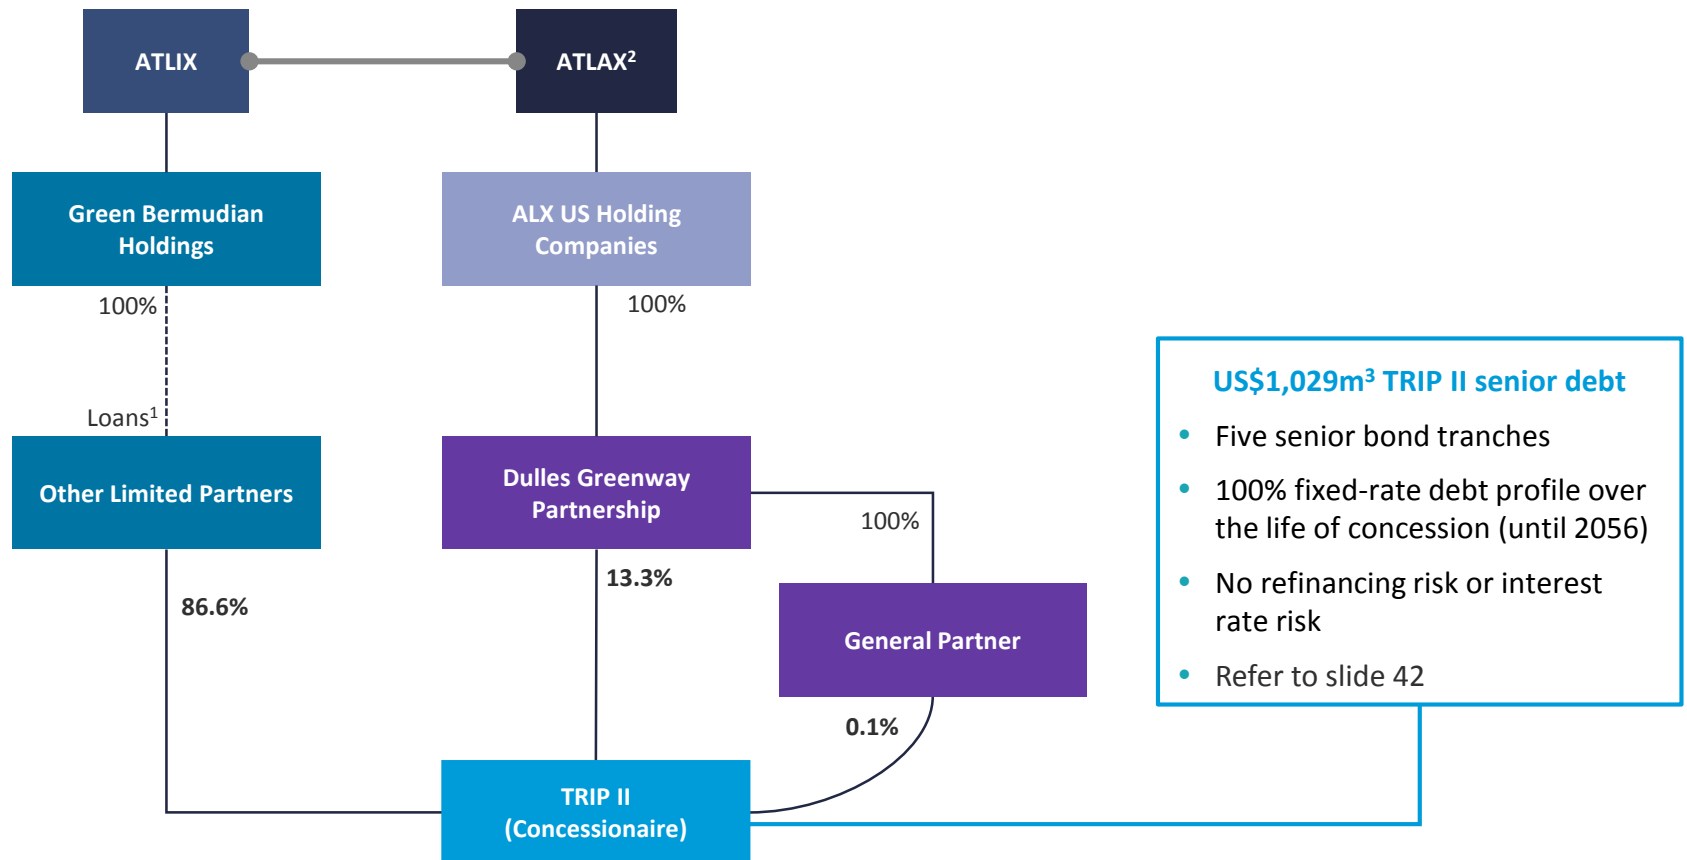 ATLIX
ATLAX²
Green Bermudian
Holdings
ALX US Holding
Companies
100%
100%
Loans¹
Other Limited Partners
Dulles Greenway
Partnership
100%
86.6%
13.3%
General Partner
0.1%
TRIP II
(Concessionaire)
US$1,029m³ TRIP II senior debt
• Five senior bond tranches
• 100% fixed-rate debt profile over
the life of concession (until 2056)
• No refinancing risk or interest
rate risk
• Refer to slide 42